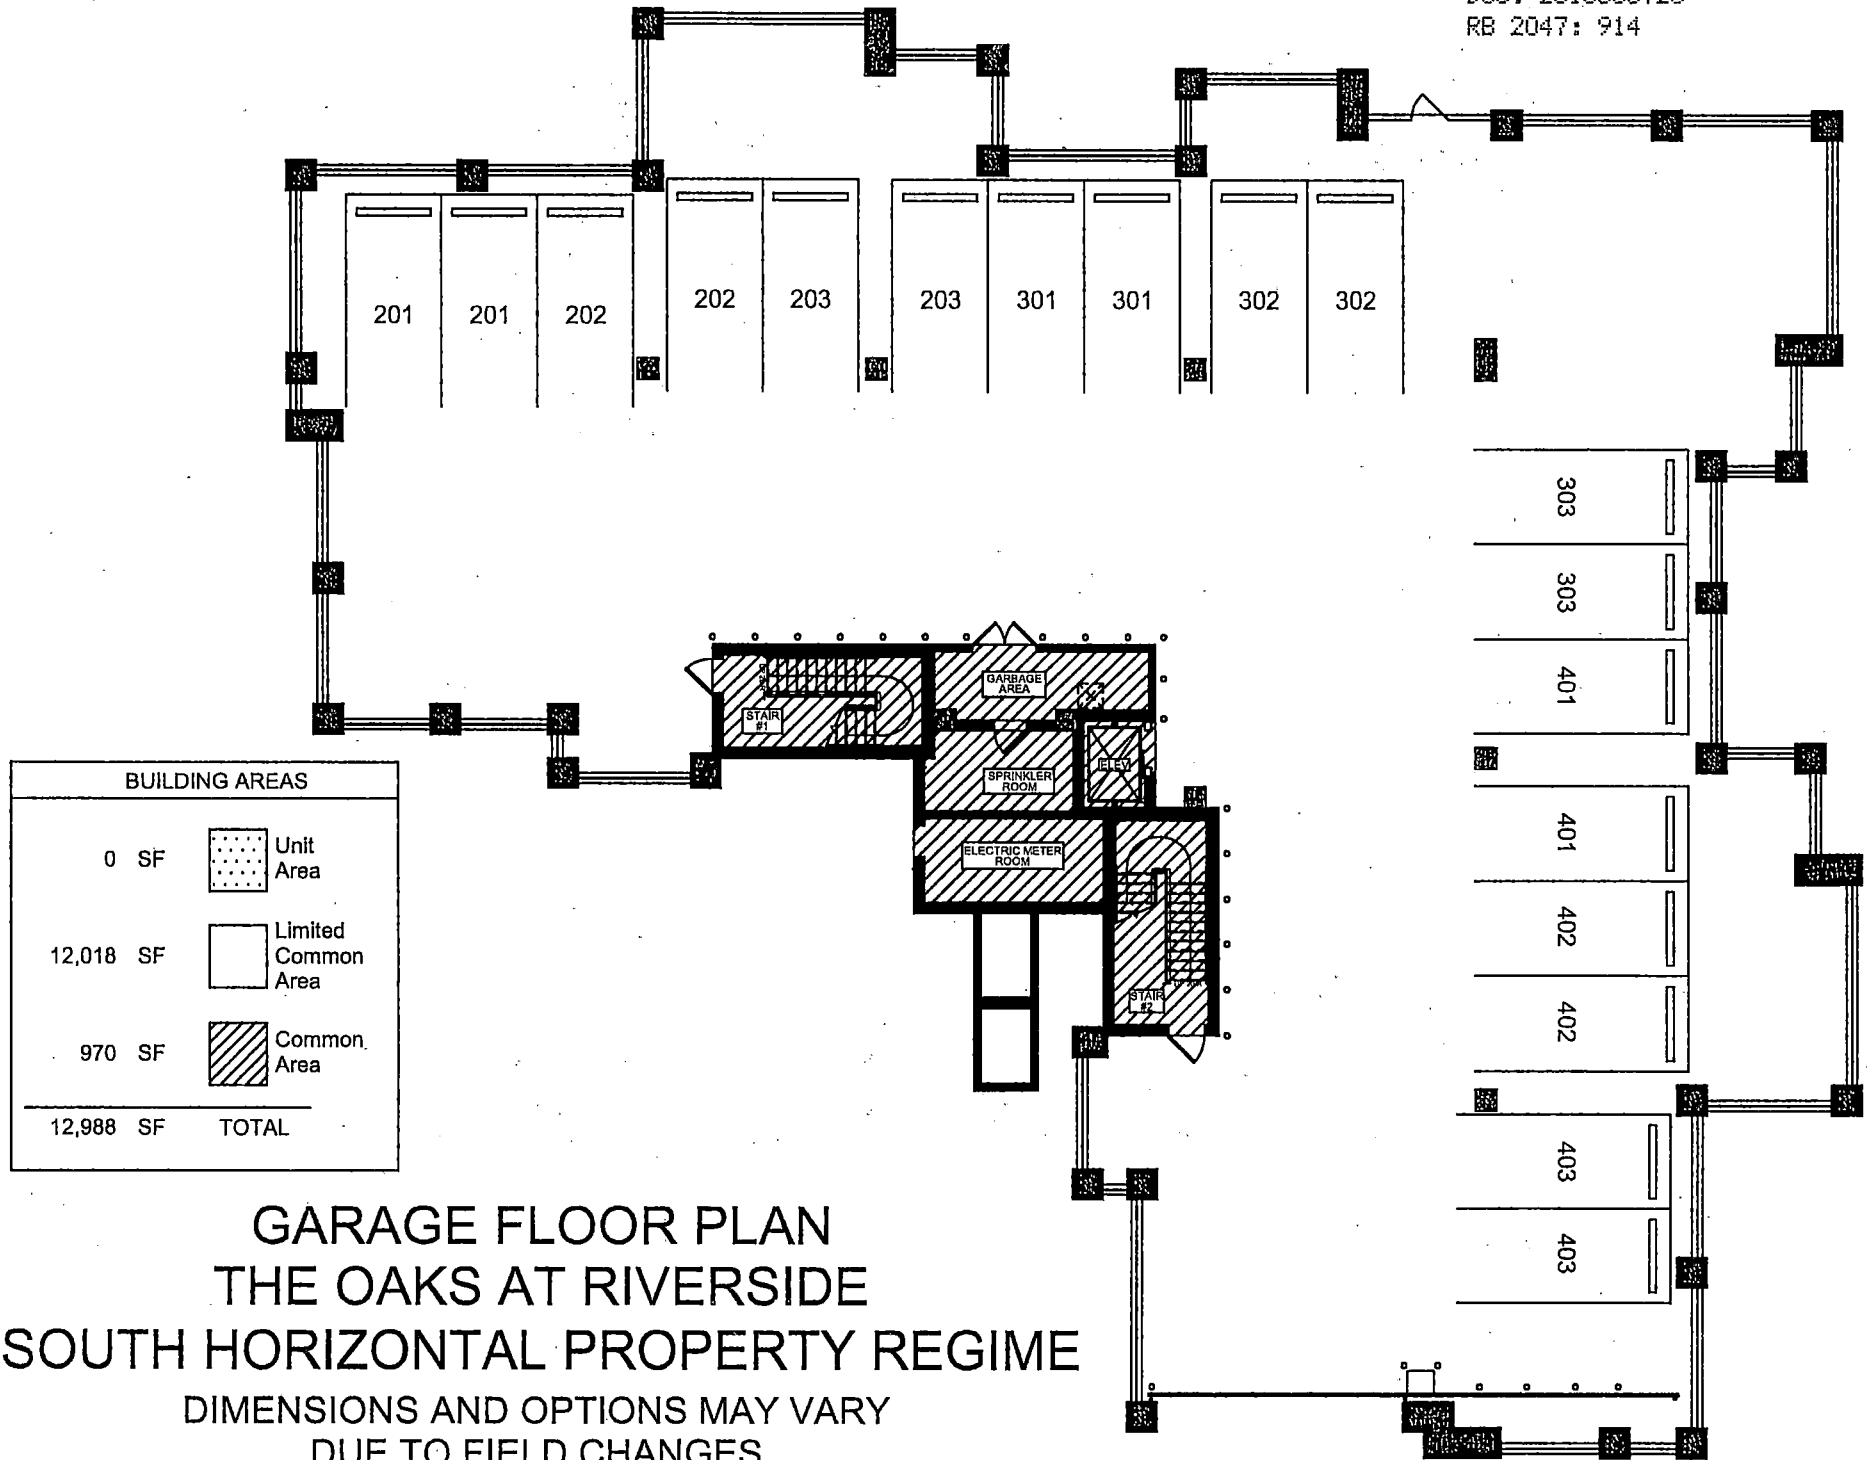 RB 2047: 914
201
201
202
202
203
203
301
301
302
302
303
303
401
401
402
402
403
403
STAIR
#1
GARBAGE
AREA
SPRINKLER
ROOM
ELEV
ELECTRIC METER
ROOM
STAIR
#2
BUILDING AREAS
0 SF Unit
Area
12,018 SF Limited
Common
Area
970 SF Common
Area
12,988 SF TOTAL
GARAGE FLOOR PLAN
THE OAKS AT RIVERSIDE
SOUTH HORIZONTAL PROPERTY REGIME
DIMENSIONS AND OPTIONS MAY VARY
DUE TO FIELD CHANGES